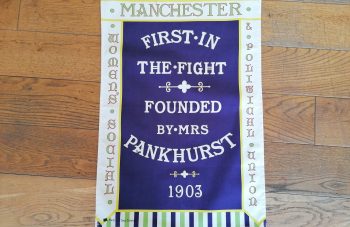 · MANCHESTER ·
WOMEN'S · SOCIAL ·
& POLITICAL · UNION
FIRST · IN
THE · FIGHT
FOUNDED
BY · MRS
PANKHURST
1903